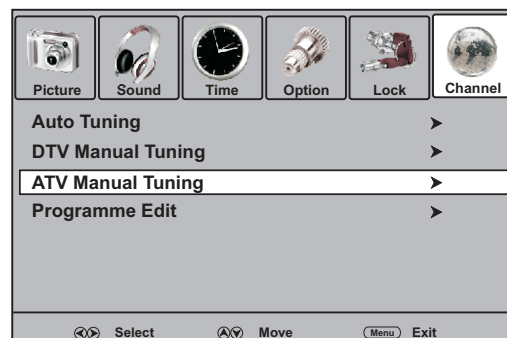 Picture Sound Time Option Lock Channel
Auto Tuning
DTV Manual Tuning
ATV Manual Tuning
Programme Edit
Select Move Menu Exit